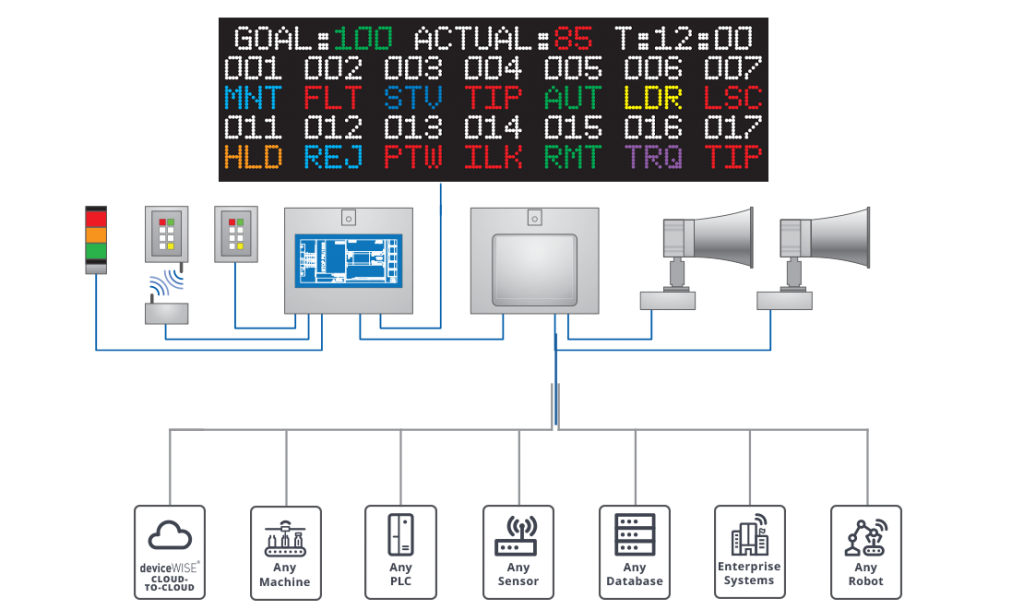 GOAL:100 ACTUAL:85 T:12:00
001 002 003 004 005 006 007
MNT FLT STV TIP AUT LDR LSC
011 012 013 014 015 016 017
HLD REJ PTW ILK RMT TRQ TIP
deviceWISE®
CLOUD-
TO-CLOUD
Any
Machine
Any
PLC
Any
Sensor
Any
Database
Enterprise
Systems
Any
Robot